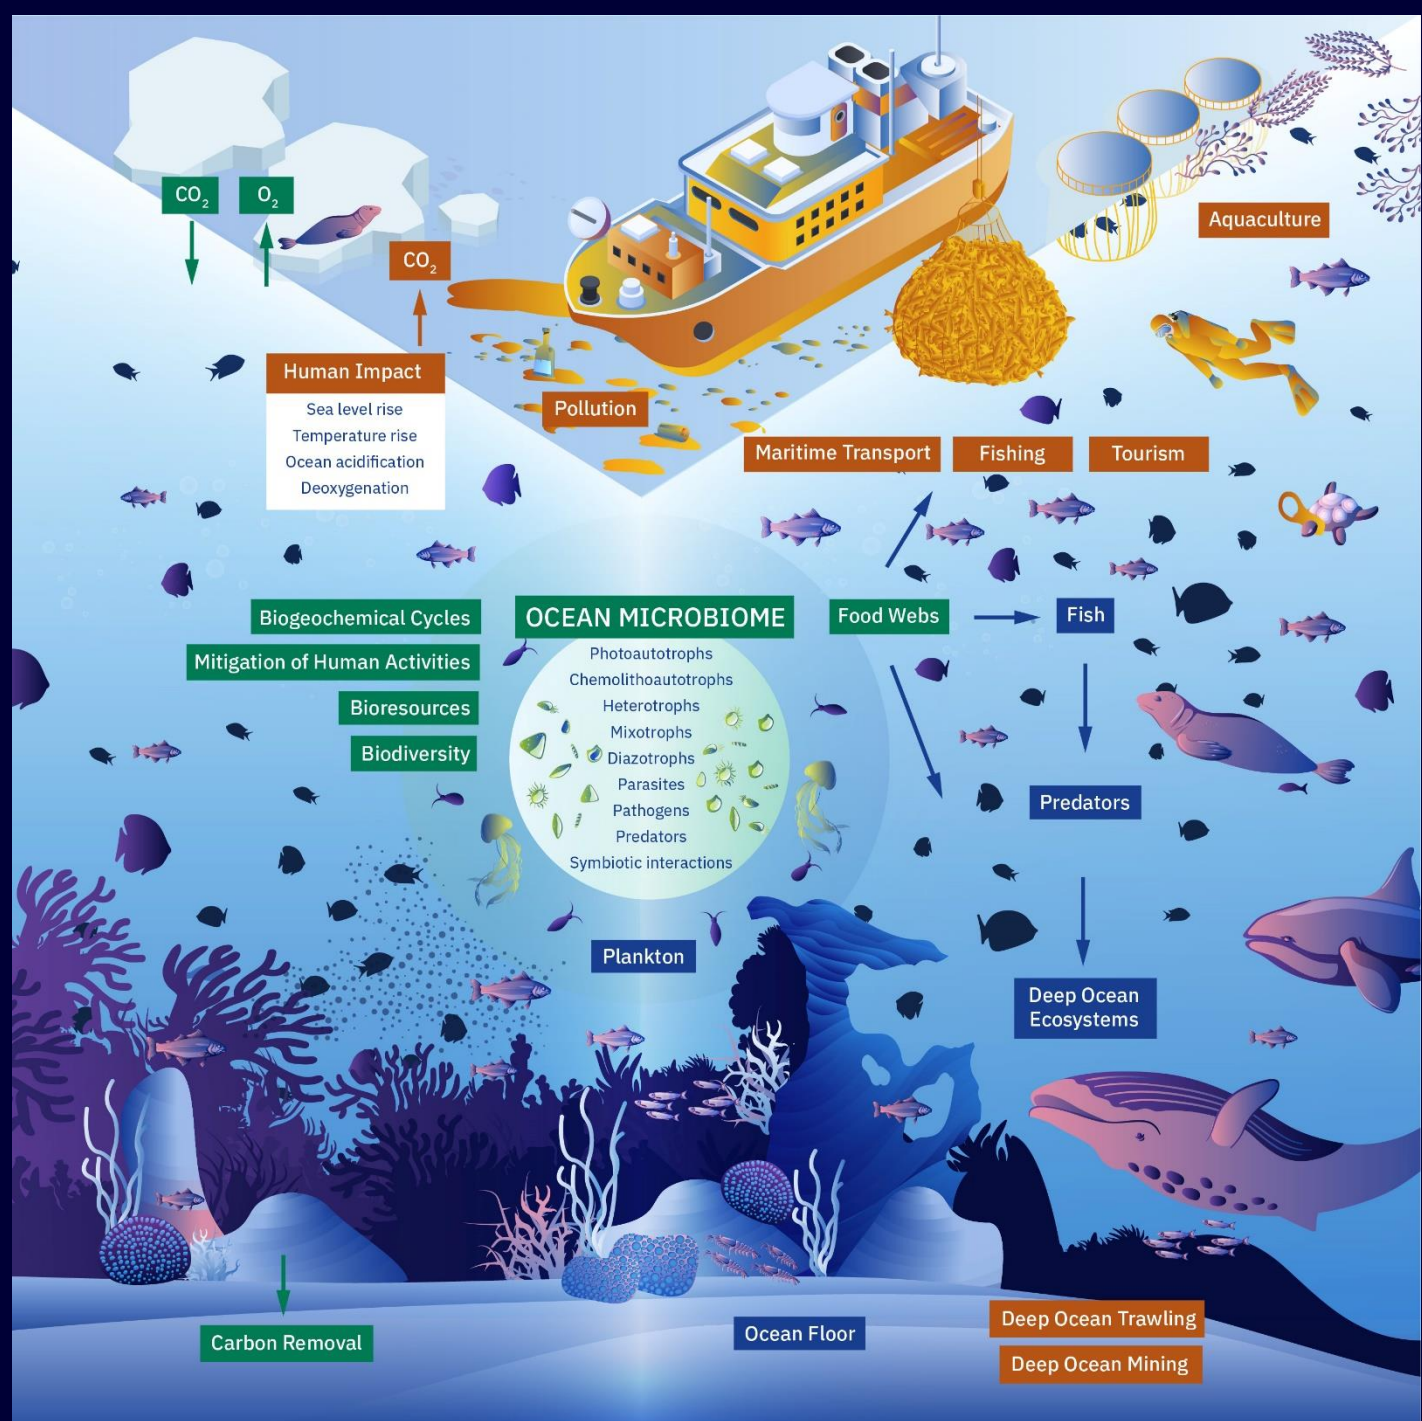 CO₂
O₂
Aquaculture
CO₂
Human Impact
Sea level rise
Temperature rise
Ocean acidification
Deoxygenation
Pollution
Maritime Transport
Fishing
Tourism
Biogeochemical Cycles
Mitigation of Human Activities
Bioresources
Biodiversity
OCEAN MICROBIOME
Photoautotrophs
Chemolithoautotrophs
Heterotrophs
Mixotrophs
Diazotrophs
Parasites
Pathogens
Predators
Symbiotic interactions
Food Webs
Fish
Predators
Plankton
Deep Ocean
Ecosystems
Carbon Removal
Ocean Floor
Deep Ocean Trawling
Deep Ocean Mining